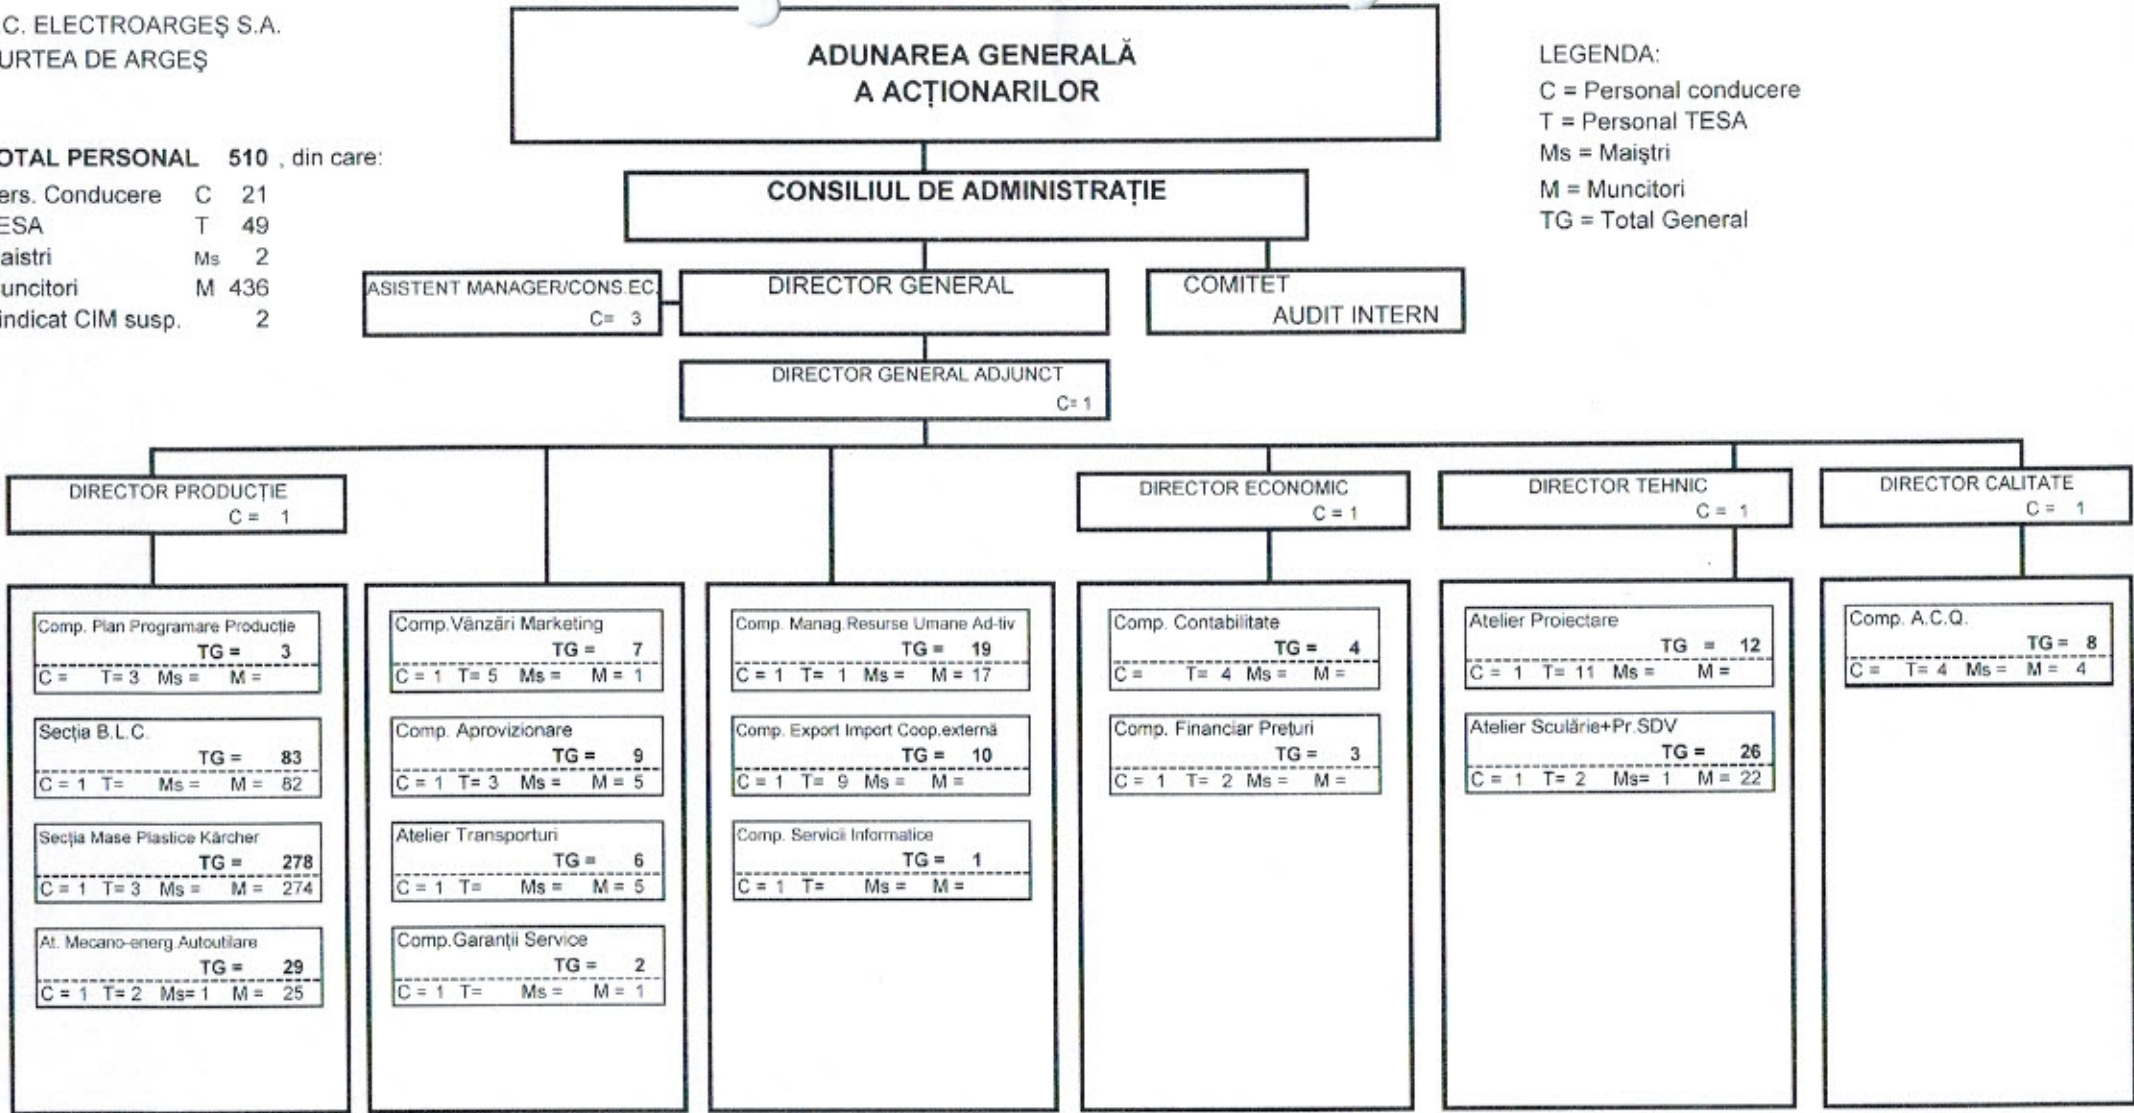 C. ELECTROARGEŞ S.A.
URTEA DE ARGEŞ
OTAL PERSONAL 510 , din care:
ers. Conducere C 21
ESA T 49
aistri Ms 2
uncitori M 436
indicat CIM susp. 2
ADUNAREA GENERALĂ
A ACȚIONARILOR
LEGENDA:
C = Personal conducere
T = Personal TESA
Ms = Maiştri
M = Muncitori
TG = Total General
CONSILIUL DE ADMINISTRAȚIE
ASISTENT MANAGER/CONS.EC.
C= 3
DIRECTOR GENERAL
COMITET
AUDIT INTERN
DIRECTOR GENERAL ADJUNCT
C= 1
DIRECTOR PRODUCȚIE
C = 1
DIRECTOR ECONOMIC
C = 1
DIRECTOR TEHNIC
C = 1
DIRECTOR CALITATE
C = 1
Comp. Plan Programare Producție
TG = 3
C = T= 3 Ms = M =
Secția B.L.C.
TG = 83
C = 1 T= Ms = M = 82
Secția Mase Plastice Kärcher
TG = 278
C = 1 T= 3 Ms = M = 274
At. Mecano-energ.Autoutilare
TG = 29
C = 1 T= 2 Ms= 1 M = 25
Comp.Vânzări Marketing
TG = 7
C = 1 T= 5 Ms = M = 1
Comp. Aprovizionare
TG = 9
C = 1 T= 3 Ms = M = 5
Atelier Transporturi
TG = 6
C = 1 T= Ms = M = 5
Comp.Garanții Service
TG = 2
C = 1 T= Ms = M = 1
Comp. Manag.Resurse Umane Ad-tiv
TG = 19
C = 1 T= 1 Ms = M = 17
Comp. Export Import Coop.externă
TG = 10
C = 1 T= 9 Ms = M =
Comp. Servicii Informatice
TG = 1
C = 1 T= Ms = M =
Comp. Contabilitate
TG = 4
C = T= 4 Ms = M =
Comp. Financiar Prețuri
TG = 3
C = 1 T= 2 Ms = M =
Atelier Proiectare
TG = 12
C = 1 T= 11 Ms = M =
Atelier Sculărie+Pr.SDV
TG = 26
C = 1 T= 2 Ms= 1 M = 22
Comp. A.C.Q.
TG = 8
C = T= 4 Ms = M = 4